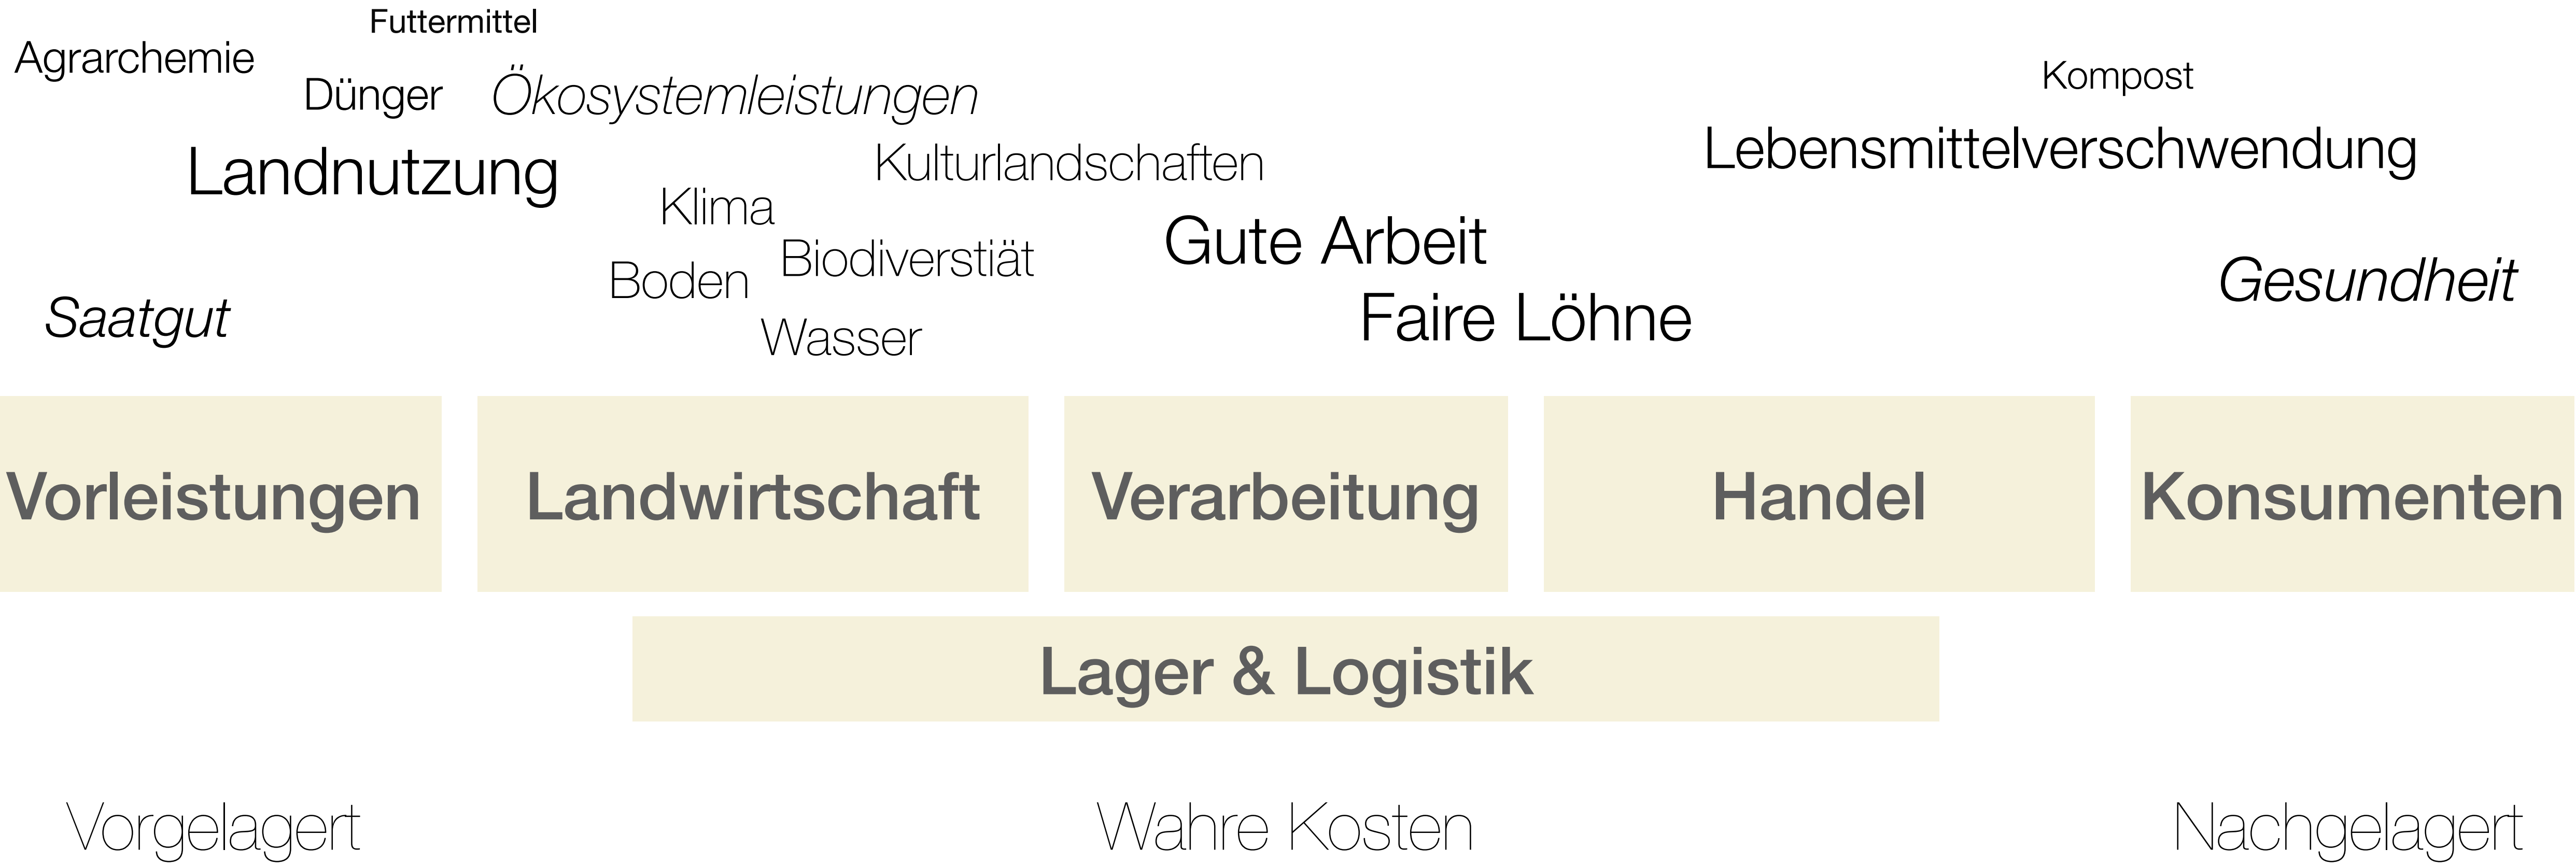 Futtermittel
Agrarchemie
Dünger
Ökosystemleistungen
Kompost
Landnutzung
Kulturlandschaften
Lebensmittelverschwendung
Klima
Gute Arbeit
Boden
Biodiverstiät
Gesundheit
Saatgut
Wasser
Faire Löhne
Vorleistungen
Landwirtschaft
Verarbeitung
Handel
Konsumenten
Lager & Logistik
Vorgelagert
Wahre Kosten
Nachgelagert